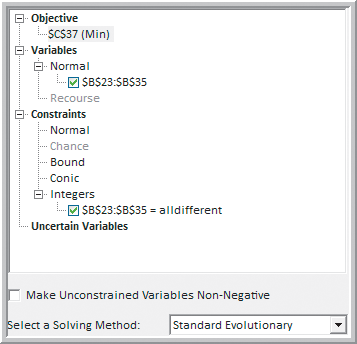 Objective
$C$37 (Min)
Variables
Normal
$B$23:$B$35
Recourse
Constraints
Normal
Chance
Bound
Conic
Integers
$B$23:$B$35 = alldifferent
Uncertain Variables
Make Unconstrained Variables Non-Negative
Select a Solving Method: Standard Evolutionary